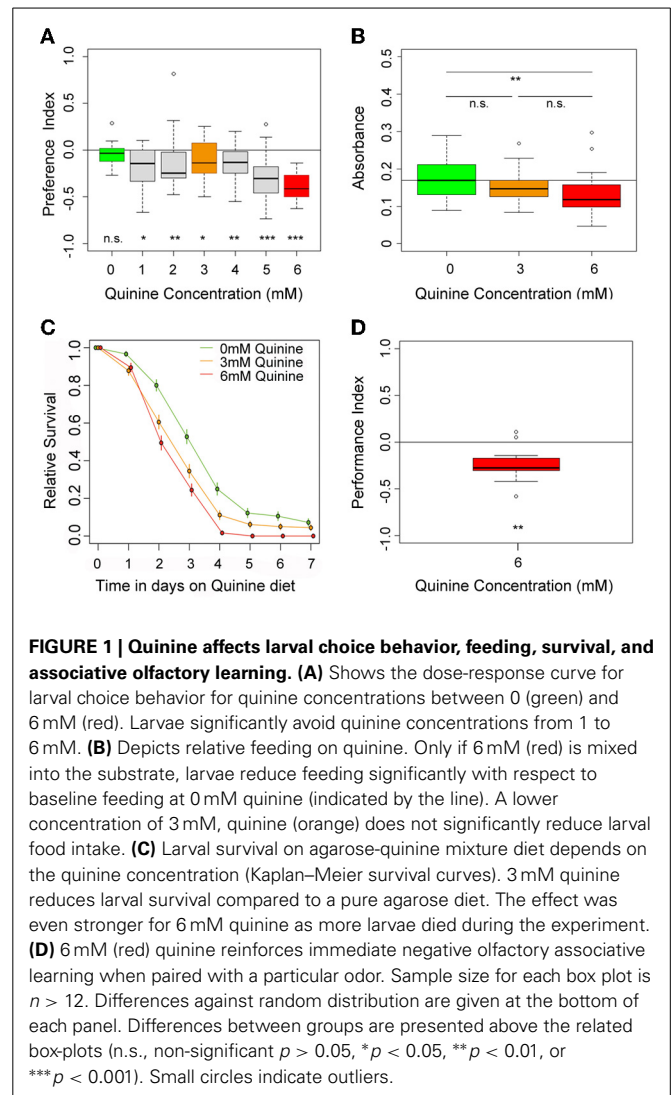 A
Preference Index
1.0
0.5
-0.0
-0.5
-1.0
n.s. * ** * ** *** ***
0 1 2 3 4 5 6
Quinine Concentration (mM)
B
Absorbance
0.5
0.4
0.3
0.2
0.1
0
**
n.s. n.s.
0 3 6
Quinine Concentration (mM)
C
Relative Survival
1.0
0.8
0.6
0.4
0.2
0.0
0mM Quinine
3mM Quinine
6mM Quinine
0 1 2 3 4 5 6 7
Time in days on Quinine diet
D
Performance Index
1.0
0.5
0.0
-0.5
-1.0
**
6
Quinine Concentration (mM)
FIGURE 1 | Quinine affects larval choice behavior, feeding, survival, and
associative olfactory learning. (A) Shows the dose-response curve for
larval choice behavior for quinine concentrations between 0 (green) and
6 mM (red). Larvae significantly avoid quinine concentrations from 1 to
6 mM. (B) Depicts relative feeding on quinine. Only if 6 mM (red) is mixed
into the substrate, larvae reduce feeding significantly with respect to
baseline feeding at 0 mM quinine (indicated by the line). A lower
concentration of 3 mM, quinine (orange) does not significantly reduce larval
food intake. (C) Larval survival on agarose-quinine mixture diet depends on
the quinine concentration (Kaplan–Meier survival curves). 3 mM quinine
reduces larval survival compared to a pure agarose diet. The effect was
even stronger for 6 mM quinine as more larvae died during the experiment.
(D) 6 mM (red) quinine reinforces immediate negative olfactory associative
learning when paired with a particular odor. Sample size for each box plot is
n > 12. Differences against random distribution are given at the bottom of
each panel. Differences between groups are presented above the related
box-plots (n.s., non-significant p > 0.05, *p < 0.05, **p < 0.01, or
***p < 0.001). Small circles indicate outliers.